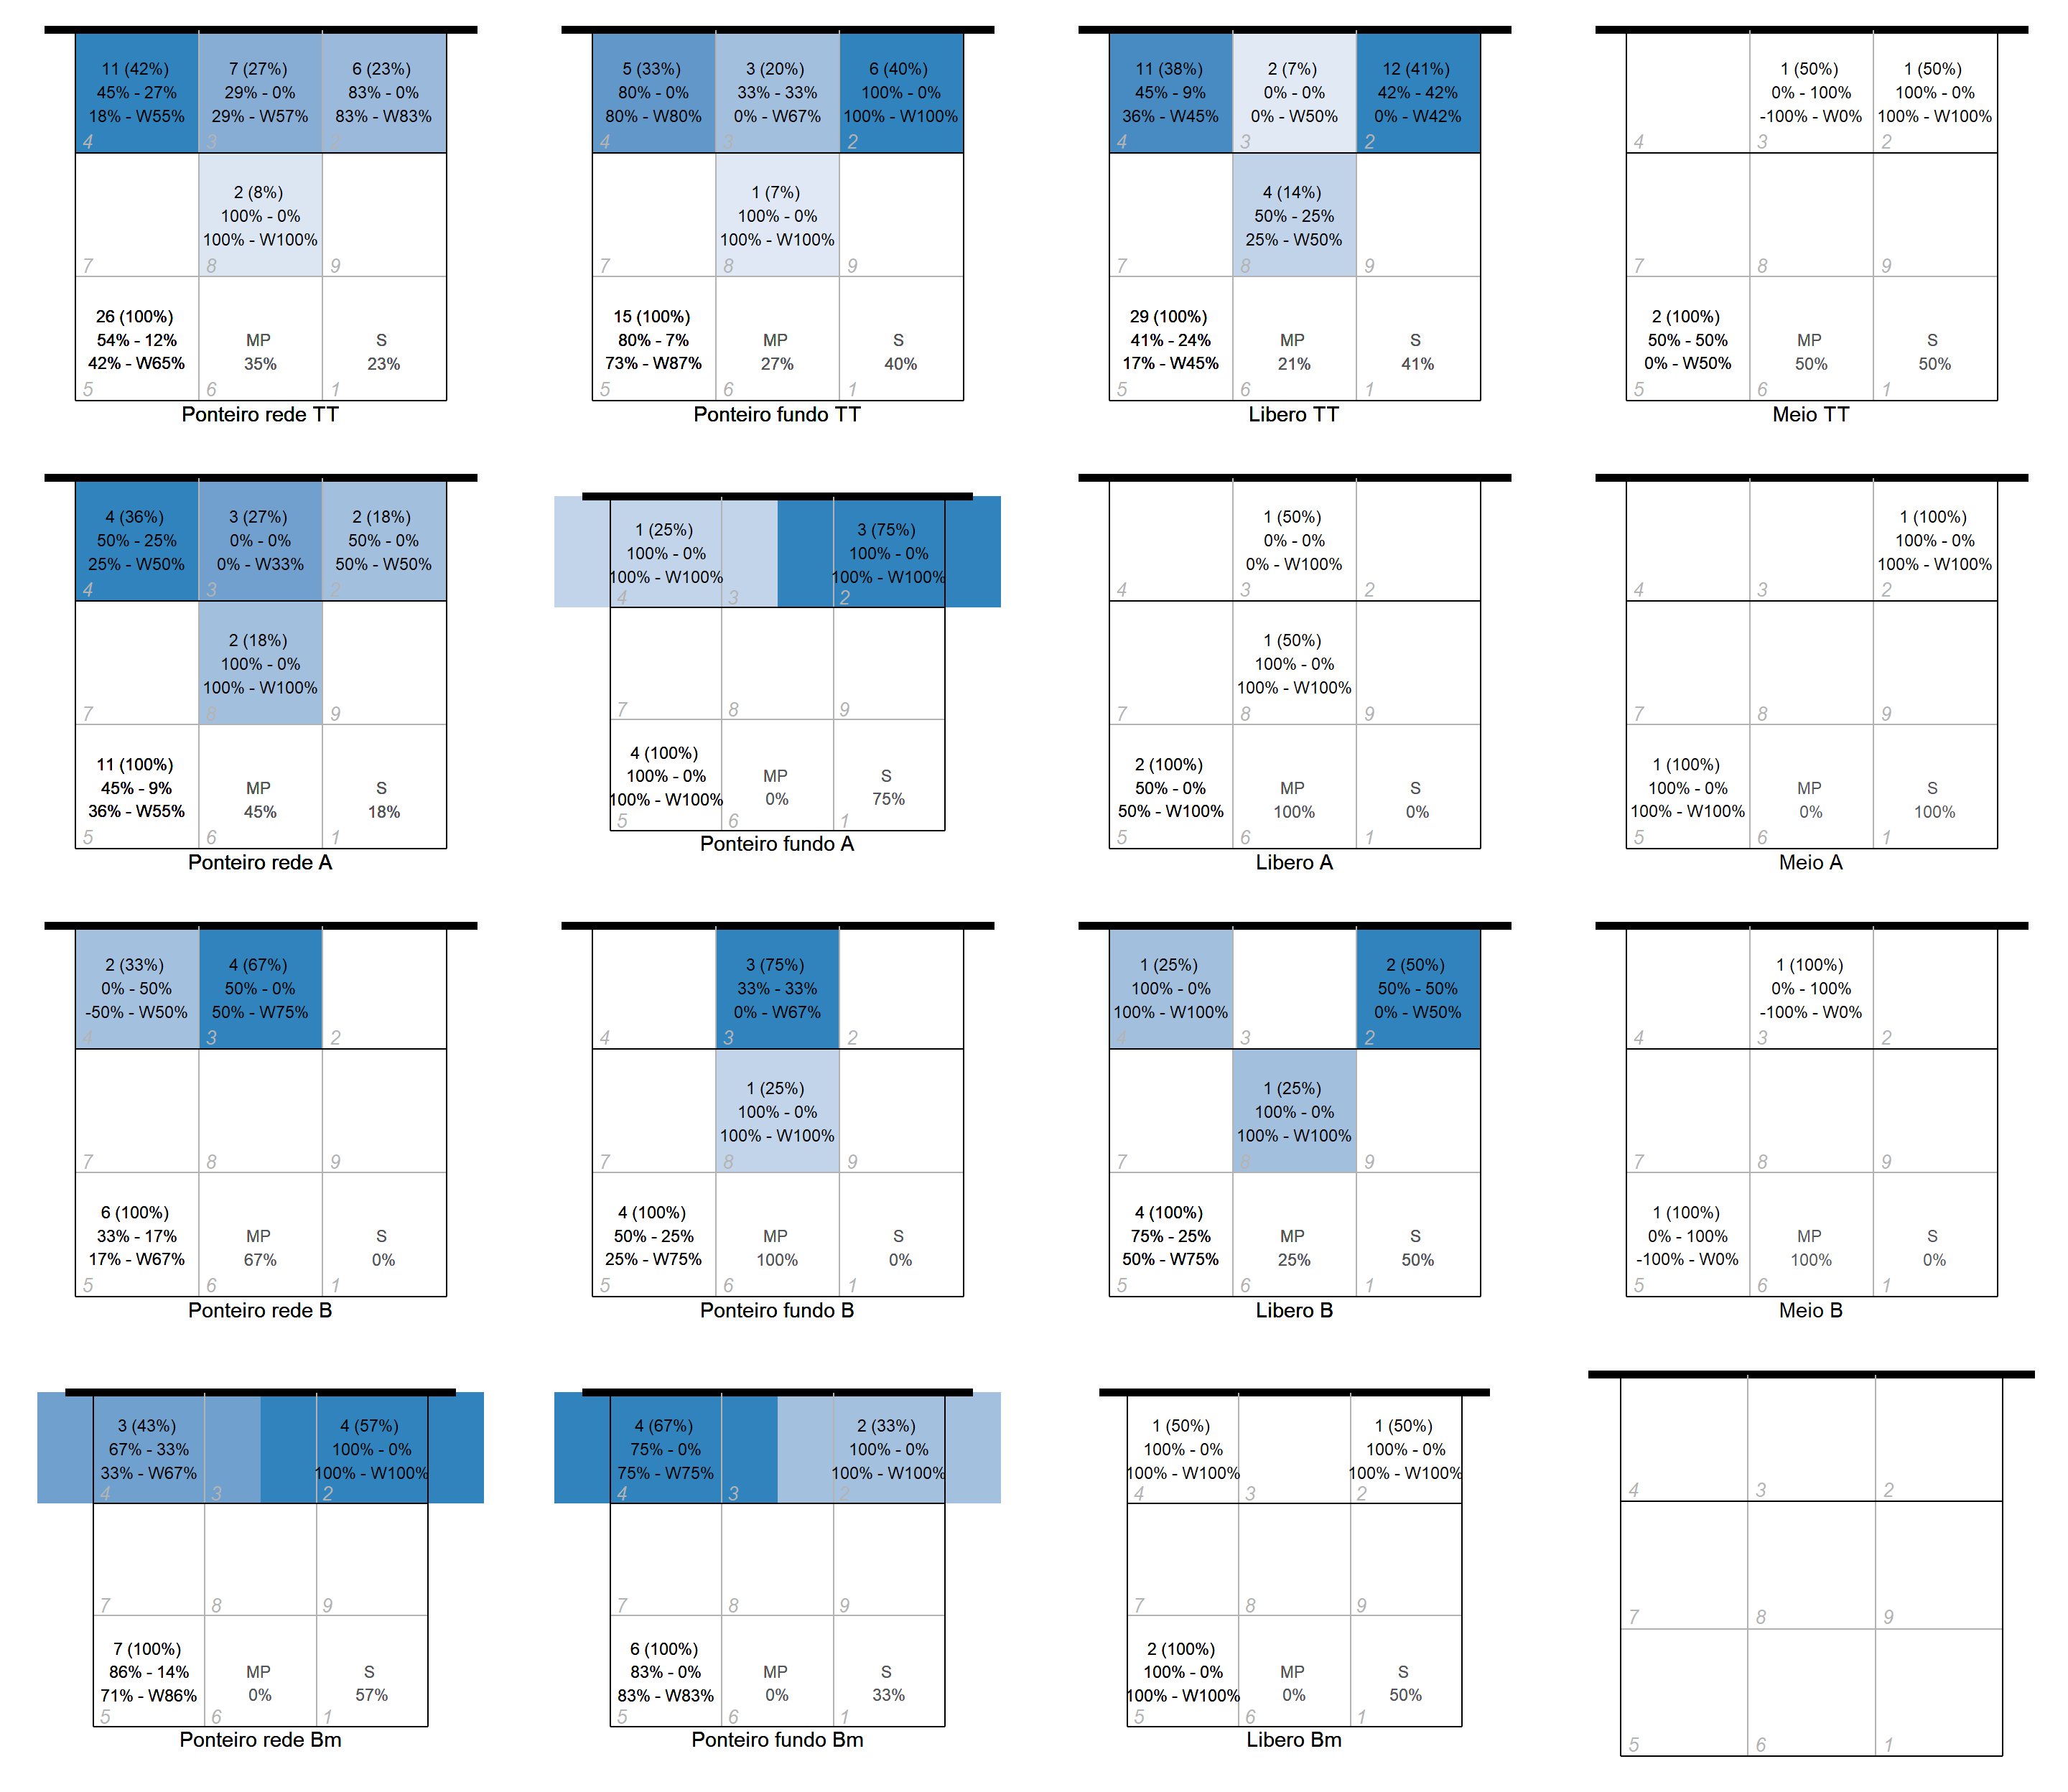 11 (42%)
45% - 27%
18% - W55%
4
7 (27%)
29% - 0%
29% - W57%
3
6 (23%)
83% - 0%
83% - W83%
2 (8%)
100% - 0%
100% - W100%
7
8
9
26 (100%)
54% - 12%
42% - W65%
5
MP
35%
6
S
23%
1
Ponteiro rede TT
5 (33%)
80% - 0%
80% - W80%
4
3 (20%)
33% - 33%
0% - W67%
3
6 (40%)
100% - 0%
100% - W100%
2
1 (7%)
100% - 0%
100% - W100%
7
8
9
15 (100%)
80% - 7%
73% - W87%
5
MP
27%
6
S
40%
1
Ponteiro fundo TT
11 (38%)
45% - 9%
36% - W45%
4
2 (7%)
0% - 0%
0% - W50%
3
12 (41%)
42% - 42%
0% - W42%
2
4 (14%)
50% - 25%
25% - W50%
7
8
9
29 (100%)
41% - 24%
17% - W45%
5
MP
21%
6
S
41%
1
Libero TT
4
1 (50%)
0% - 100%
-100% - W0%
3
1 (50%)
100% - 0%
100% - W100%
2
7
8
9
2 (100%)
50% - 50%
0% - W50%
5
MP
50%
6
S
50%
1
Meio TT
4 (36%)
50% - 25%
25% - W50%
4
3 (27%)
0% - 0%
0% - W33%
3
2 (18%)
50% - 0%
50% - W50%
2
2 (18%)
100% - 0%
100% - W100%
7
8
9
11 (100%)
45% - 9%
36% - W55%
5
MP
45%
6
S
18%
1
Ponteiro rede A
1 (25%)
100% - 0%
100% - W100%
4
3
3 (75%)
100% - 0%
100% - W100%
2
7
8
9
4 (100%)
100% - 0%
100% - W100%
5
MP
0%
6
S
75%
1
Ponteiro fundo A
4
1 (50%)
0% - 0%
0% - W100%
3
2
1 (50%)
100% - 0%
100% - W100%
7
8
9
2 (100%)
50% - 0%
50% - W100%
5
MP
100%
6
S
0%
1
Libero A
4
3
1 (100%)
100% - 0%
100% - W100%
2
7
8
9
1 (100%)
100% - 0%
100% - W100%
5
MP
0%
6
S
100%
1
Meio A
2 (33%)
0% - 50%
-50% - W50%
4
4 (67%)
50% - 0%
50% - W75%
3
2
7
8
9
6 (100%)
33% - 17%
17% - W67%
5
MP
67%
6
S
0%
1
Ponteiro rede B
4
3 (75%)
33% - 33%
0% - W67%
3
2
1 (25%)
100% - 0%
100% - W100%
7
8
9
4 (100%)
50% - 25%
25% - W75%
5
MP
100%
6
S
0%
1
Ponteiro fundo B
1 (25%)
100% - 0%
100% - W100%
4
3
2 (50%)
50% - 50%
0% - W50%
2
1 (25%)
100% - 0%
100% - W100%
7
8
9
4 (100%)
75% - 25%
50% - W75%
5
MP
25%
6
S
50%
1
Libero B
4
1 (100%)
0% - 100%
-100% - W0%
3
2
7
8
9
1 (100%)
0% - 100%
-100% - W0%
5
MP
100%
6
S
0%
1
Meio B
3 (43%)
67% - 33%
33% - W67%
4
3
4 (57%)
100% - 0%
100% - W100%
2
7
8
9
7 (100%)
86% - 14%
71% - W86%
5
MP
0%
6
S
57%
1
Ponteiro rede Bm
4 (67%)
75% - 0%
75% - W75%
4
3
2 (33%)
100% - 0%
100% - W100%
2
7
8
9
6 (100%)
83% - 0%
83% - W83%
5
MP
0%
6
S
33%
1
Ponteiro fundo Bm
1 (50%)
100% - 0%
100% - W100%
4
3
1 (50%)
100% - 0%
100% - W100%
2
7
8
9
2 (100%)
100% - 0%
100% - W100%
5
MP
0%
6
S
50%
1
Libero Bm
4
3
2
7
8
9
5
6
1